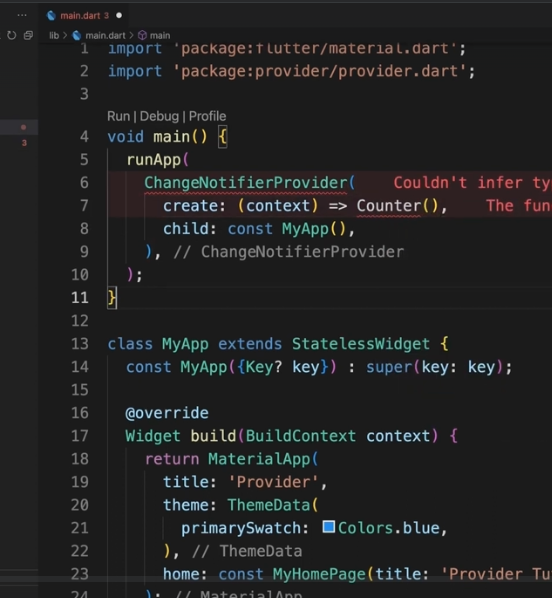 main.dart 3
lib > main.dart > main
1 import 'package:flutter/material.dart';
2 import 'package:provider/provider.dart';
3
Run | Debug | Profile
4 void main() {
5 runApp(
6 ChangeNotifierProvider( Couldn't infer ty
7 create: (context) => Counter(), The fun
8 child: const MyApp(),
9 ), // ChangeNotifierProvider
10 );
11 }
12
13 class MyApp extends StatelessWidget {
14 const MyApp({Key? key}) : super(key: key);
15
16 @override
17 Widget build(BuildContext context) {
18 return MaterialApp(
19 title: 'Provider',
20 theme: ThemeData(
21 primarySwatch: Colors.blue,
22 ), // ThemeData
23 home: const MyHomePage(title: 'Provider Tu
24 ); // MaterialApp
3